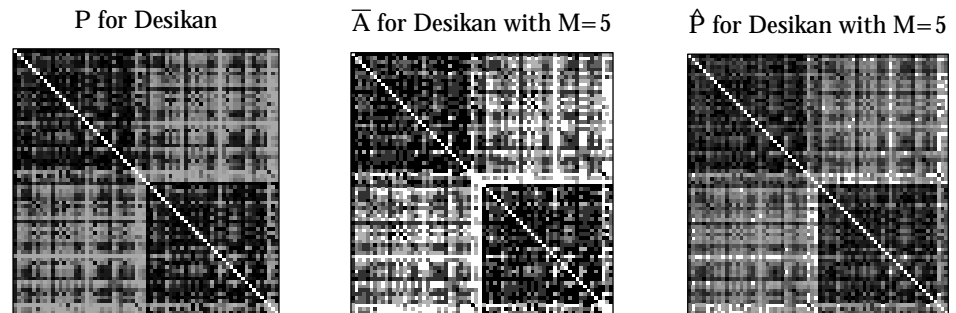 P for Desikan
A̅ for Desikan with M=5
P̂ for Desikan with M=5